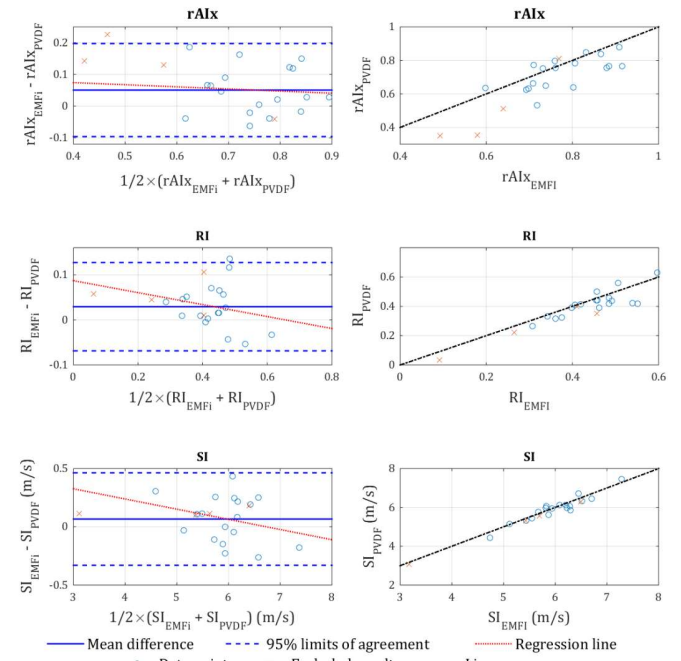 rAIx
rAIx
0.2
0.1
0
-0.1
rAIx_EMFi - rAIx_PVDF
0.4 0.5 0.6 0.7 0.8 0.9
1/2×(rAIx_EMFi + rAIx_PVDF)
1
0.8
0.6
0.4
rAIx_PVDF
0.4 0.6 0.8 1
rAIx_EMFI
RI
RI
0.1
0
-0.1
RI_EMFi - RI_PVDF
0 0.2 0.4 0.6 0.8
1/2×(RI_EMFi + RI_PVDF)
0.6
0.4
0.2
0
RI_PVDF
0 0.2 0.4 0.6
RI_EMFI
SI
SI
0.5
0
-0.5
SI_EMFi - SI_PVDF (m/s)
3 4 5 6 7 8
1/2×(SI_EMFi + SI_PVDF) (m/s)
8
6
4
2
SI_PVDF (m/s)
3 4 5 6 7 8
SI_EMFI (m/s)
Mean difference 95% limits of agreement Regression line